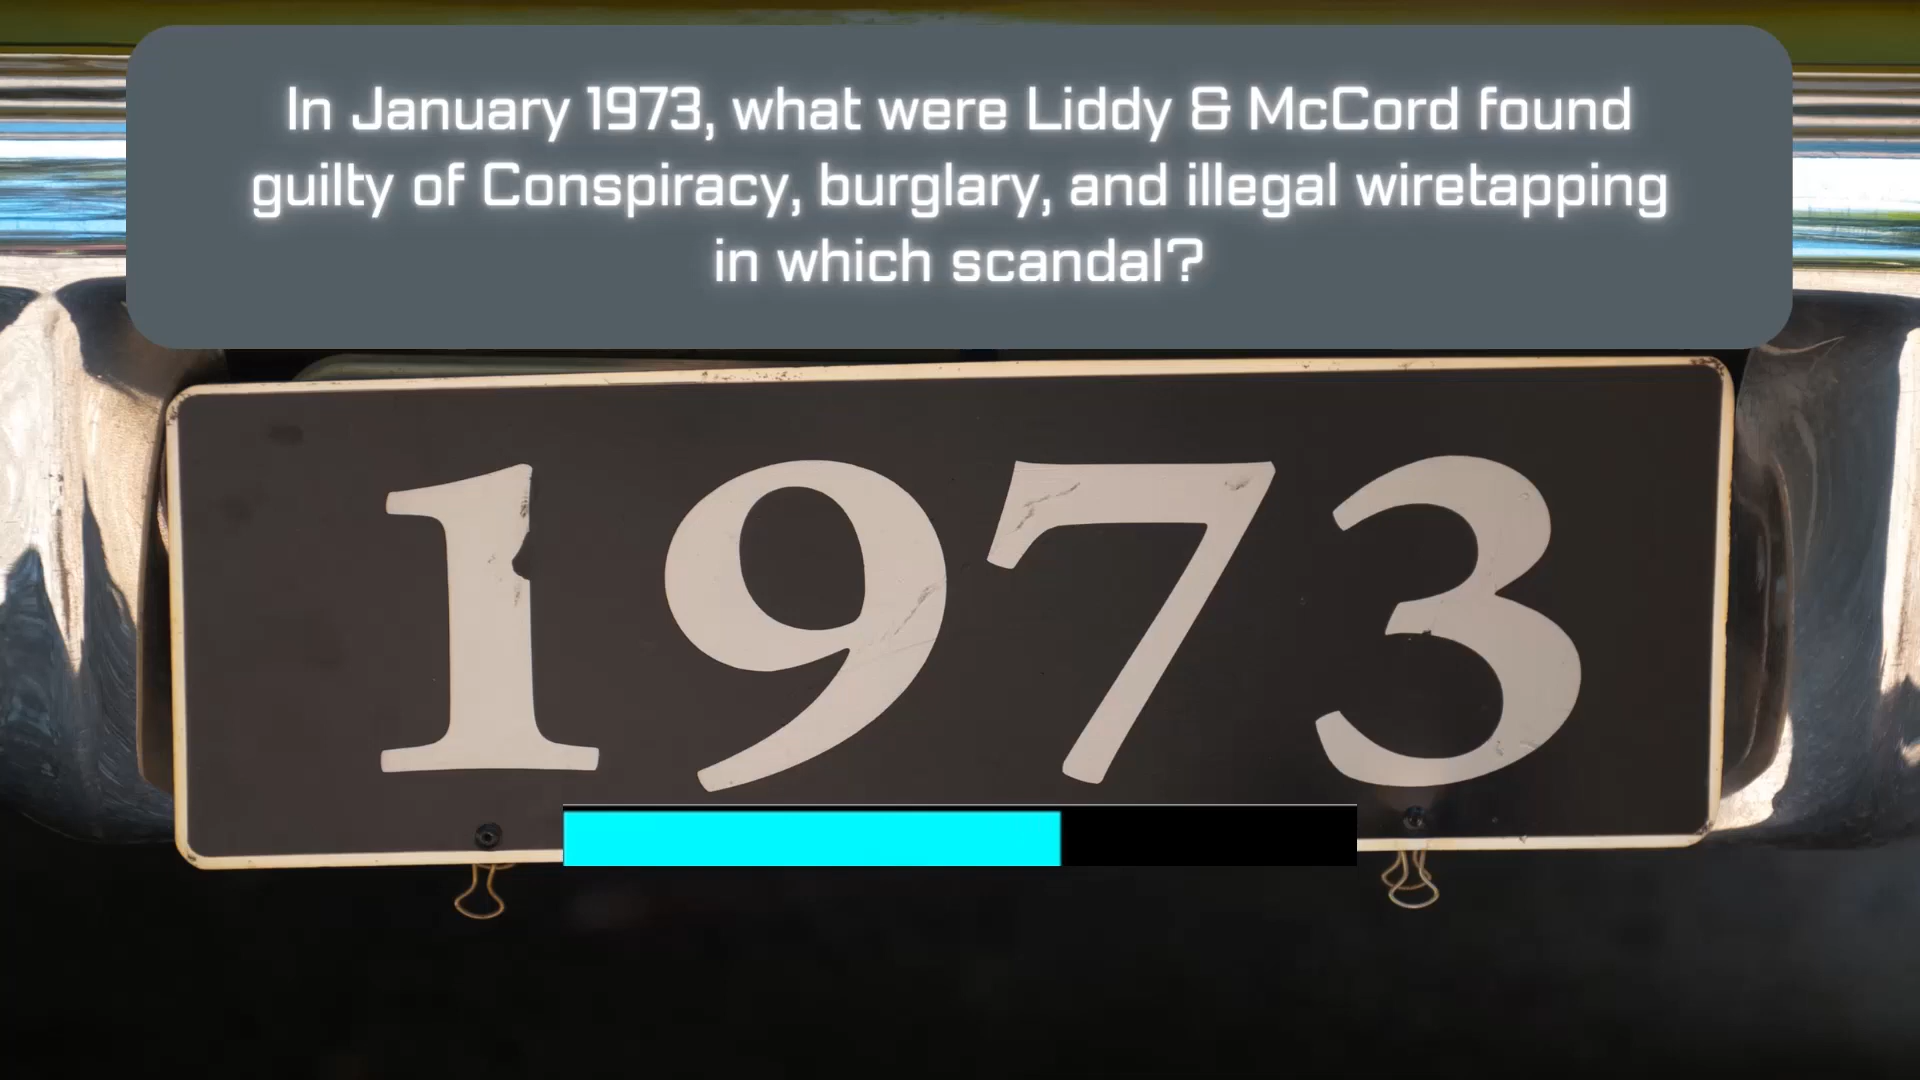 In January 1973, what were Liddy & McCord found
guilty of Conspiracy, burglary, and illegal wiretapping
in which scandal?
1973